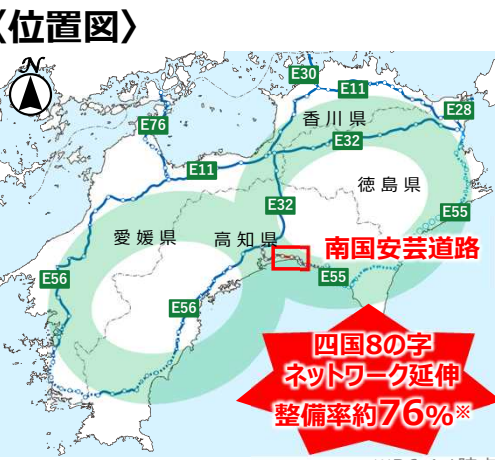 〈位置図〉
N
E30
E11
E28
E76
香川県
E32
E11
徳島県
E32
E55
愛媛県
高知県
南国安芸道路
E56
E55
E56
四国8の字
ネットワーク延伸
整備率約76%※